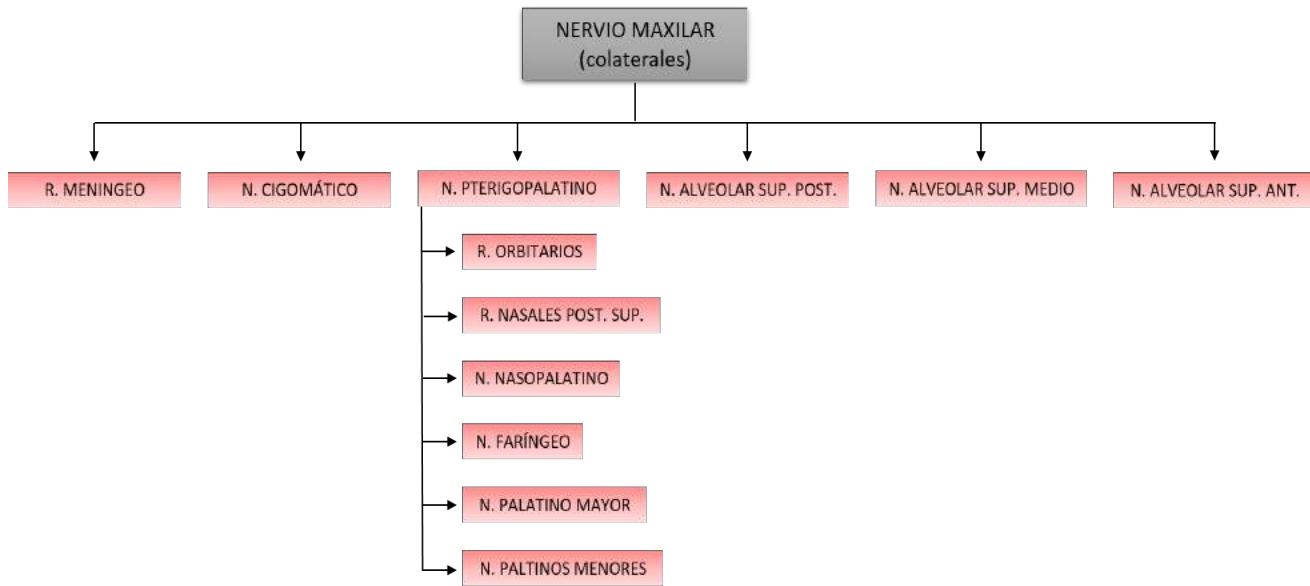 NERVIO MAXILAR
(colaterales)
R. MENINGEO
N. CIGOMÁTICO
N. PTERIGOPALATINO
N. ALVEOLAR SUP. POST.
N. ALVEOLAR SUP. MEDIO
N. ALVEOLAR SUP. ANT.
R. ORBITARIOS
R. NASALES POST. SUP.
N. NASOPALATINO
N. FARÍNGEO
N. PALATINO MAYOR
N. PALTINOS MENORES